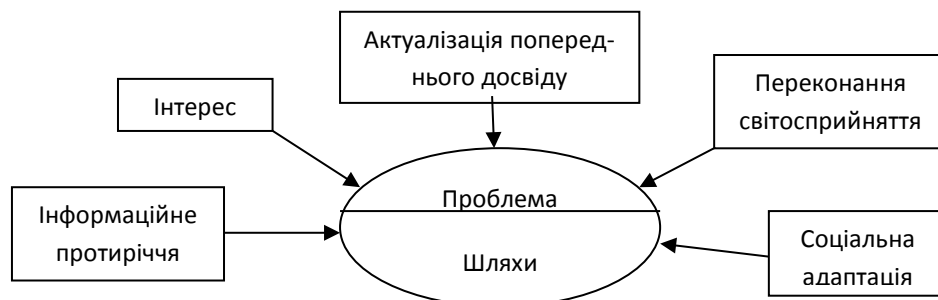 Актуалізація поперед-
нього досвіду
Інтерес
Переконання
світосприйняття
Проблема
Інформаційне
протиріччя
Шляхи
Соціальна
адаптація